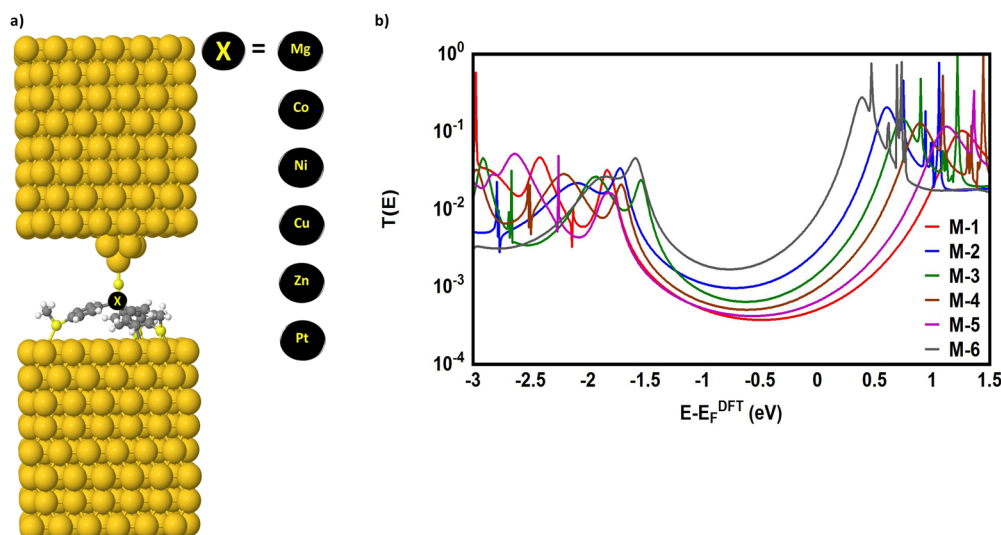 a)
X =
Mg
Co
Ni
Cu
Zn
Pt
X
b)
T(E)
10⁰
10⁻¹
10⁻²
10⁻³
10⁻⁴
M-1
M-2
M-3
M-4
M-5
M-6
-3 -2.5 -2 -1.5 -1 -0.5 0 0.5 1 1.5
E-E_F^DFT (eV)